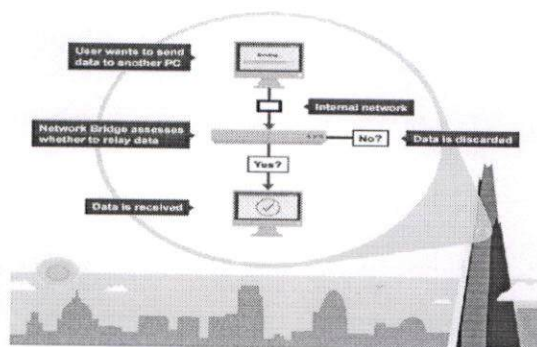 User wants to send
data to another PC
Internal network
Network Bridge assesses
whether to relay data
No?
Data is discarded
Yes?
Data is received